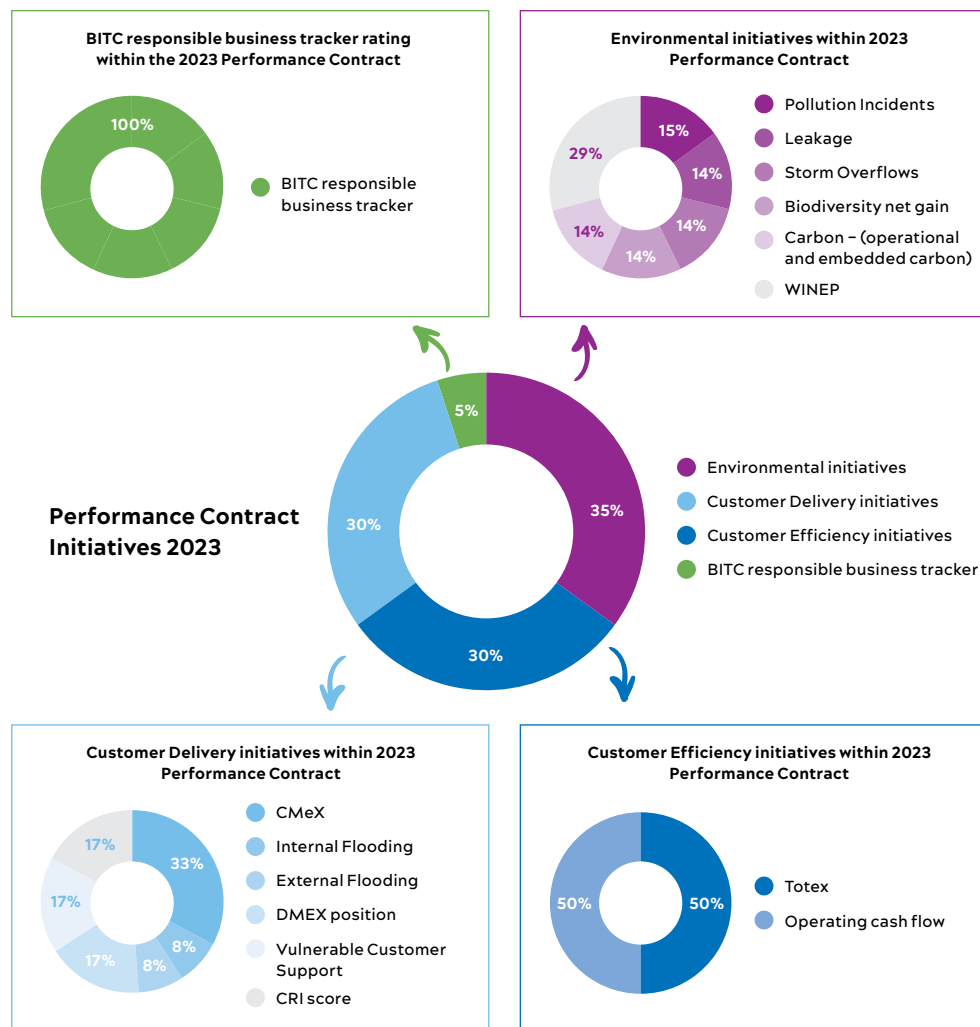 BITC responsible business tracker rating
within the 2023 Performance Contract
100%
BITC responsible
business tracker
Environmental initiatives within 2023
Performance Contract
15%
14%
14%
14%
14%
29%
Pollution Incidents
Leakage
Storm Overflows
Biodiversity net gain
Carbon – (operational
and embedded carbon)
WINEP
Performance Contract
Initiatives 2023
5%
35%
30%
30%
Environmental initiatives
Customer Delivery initiatives
Customer Efficiency initiatives
BITC responsible business tracker
Customer Delivery initiatives within 2023
Performance Contract
33%
8%
8%
17%
17%
17%
CMeX
Internal Flooding
External Flooding
DMEX position
Vulnerable Customer
Support
CRI score
Customer Efficiency initiatives within 2023
Performance Contract
50%
50%
Totex
Operating cash flow